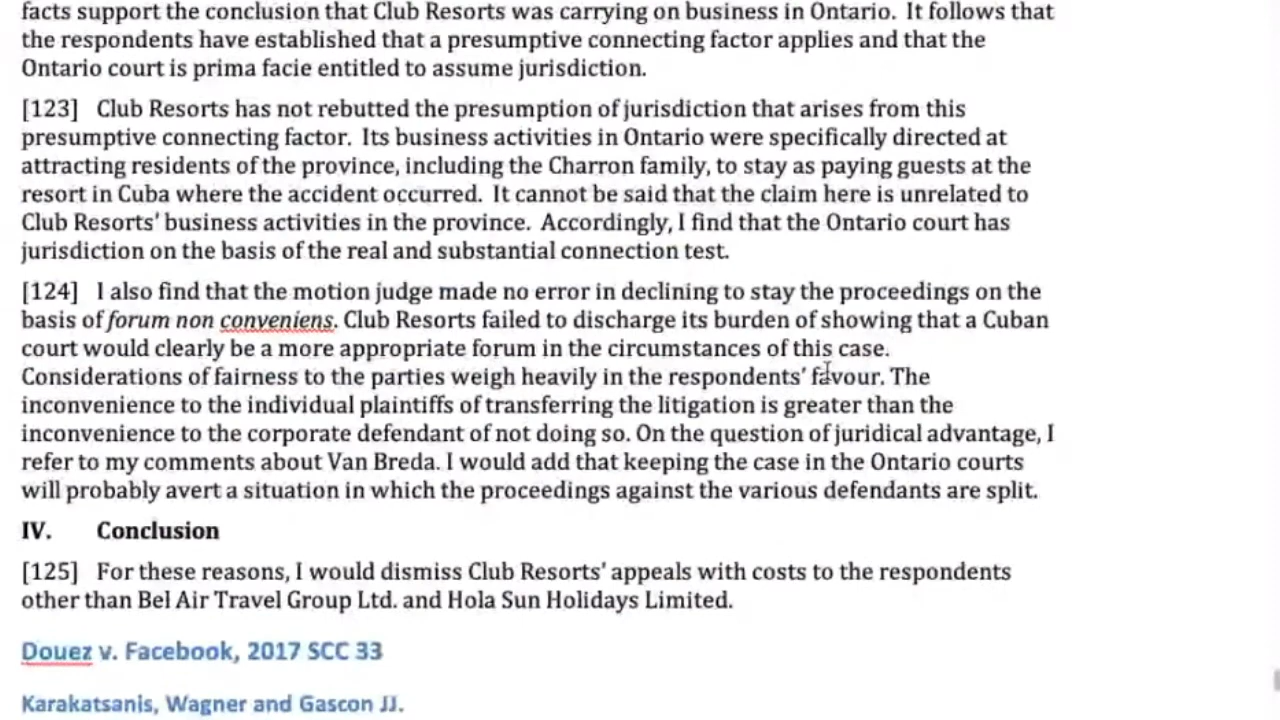 facts support the conclusion that Club Resorts was carrying on business in Ontario. It follows that
the respondents have established that a presumptive connecting factor applies and that the
Ontario court is prima facie entitled to assume jurisdiction.
[123] Club Resorts has not rebutted the presumption of jurisdiction that arises from this
presumptive connecting factor. Its business activities in Ontario were specifically directed at
attracting residents of the province, including the Charron family, to stay as paying guests at the
resort in Cuba where the accident occurred. It cannot be said that the claim here is unrelated to
Club Resorts' business activities in the province. Accordingly, I find that the Ontario court has
jurisdiction on the basis of the real and substantial connection test.
[124] I also find that the motion judge made no error in declining to stay the proceedings on the
basis of forum non conveniens. Club Resorts failed to discharge its burden of showing that a Cuban
court would clearly be a more appropriate forum in the circumstances of this case.
Considerations of fairness to the parties weigh heavily in the respondents' favour. The
inconvenience to the individual plaintiffs of transferring the litigation is greater than the
inconvenience to the corporate defendant of not doing so. On the question of juridical advantage, I
refer to my comments about Van Breda. I would add that keeping the case in the Ontario courts
will probably avert a situation in which the proceedings against the various defendants are split.
IV. Conclusion
[125] For these reasons, I would dismiss Club Resorts' appeals with costs to the respondents
other than Bel Air Travel Group Ltd. and Hola Sun Holidays Limited.
Douez v. Facebook, 2017 SCC 33
Karakatsanis, Wagner and Gascon JJ.